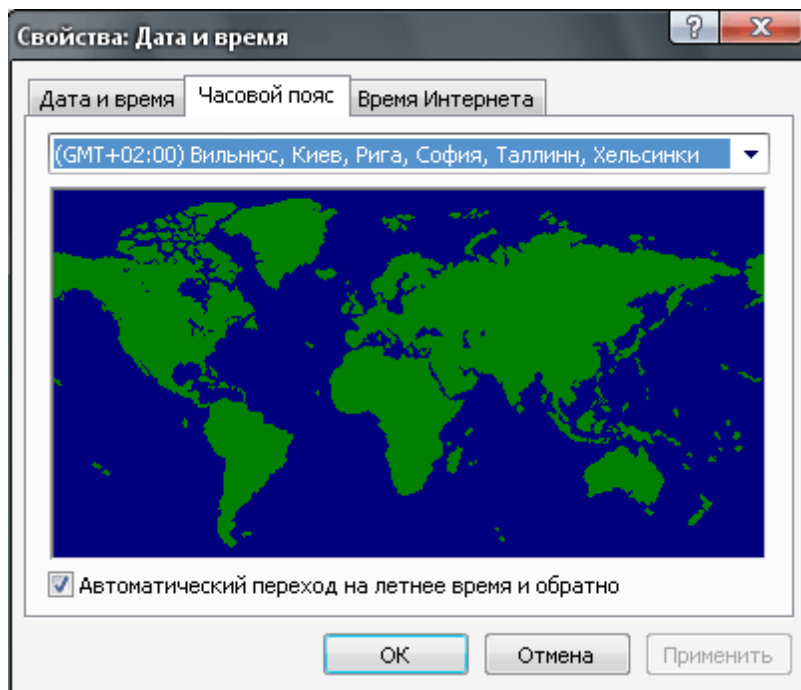 Свойства: Дата и время
Дата и время Часовой пояс Время Интернета
(GMT+02:00) Вильнюс, Киев, Рига, София, Таллинн, Хельсинки
Автоматический переход на летнее время и обратно
ОК Отмена Применить